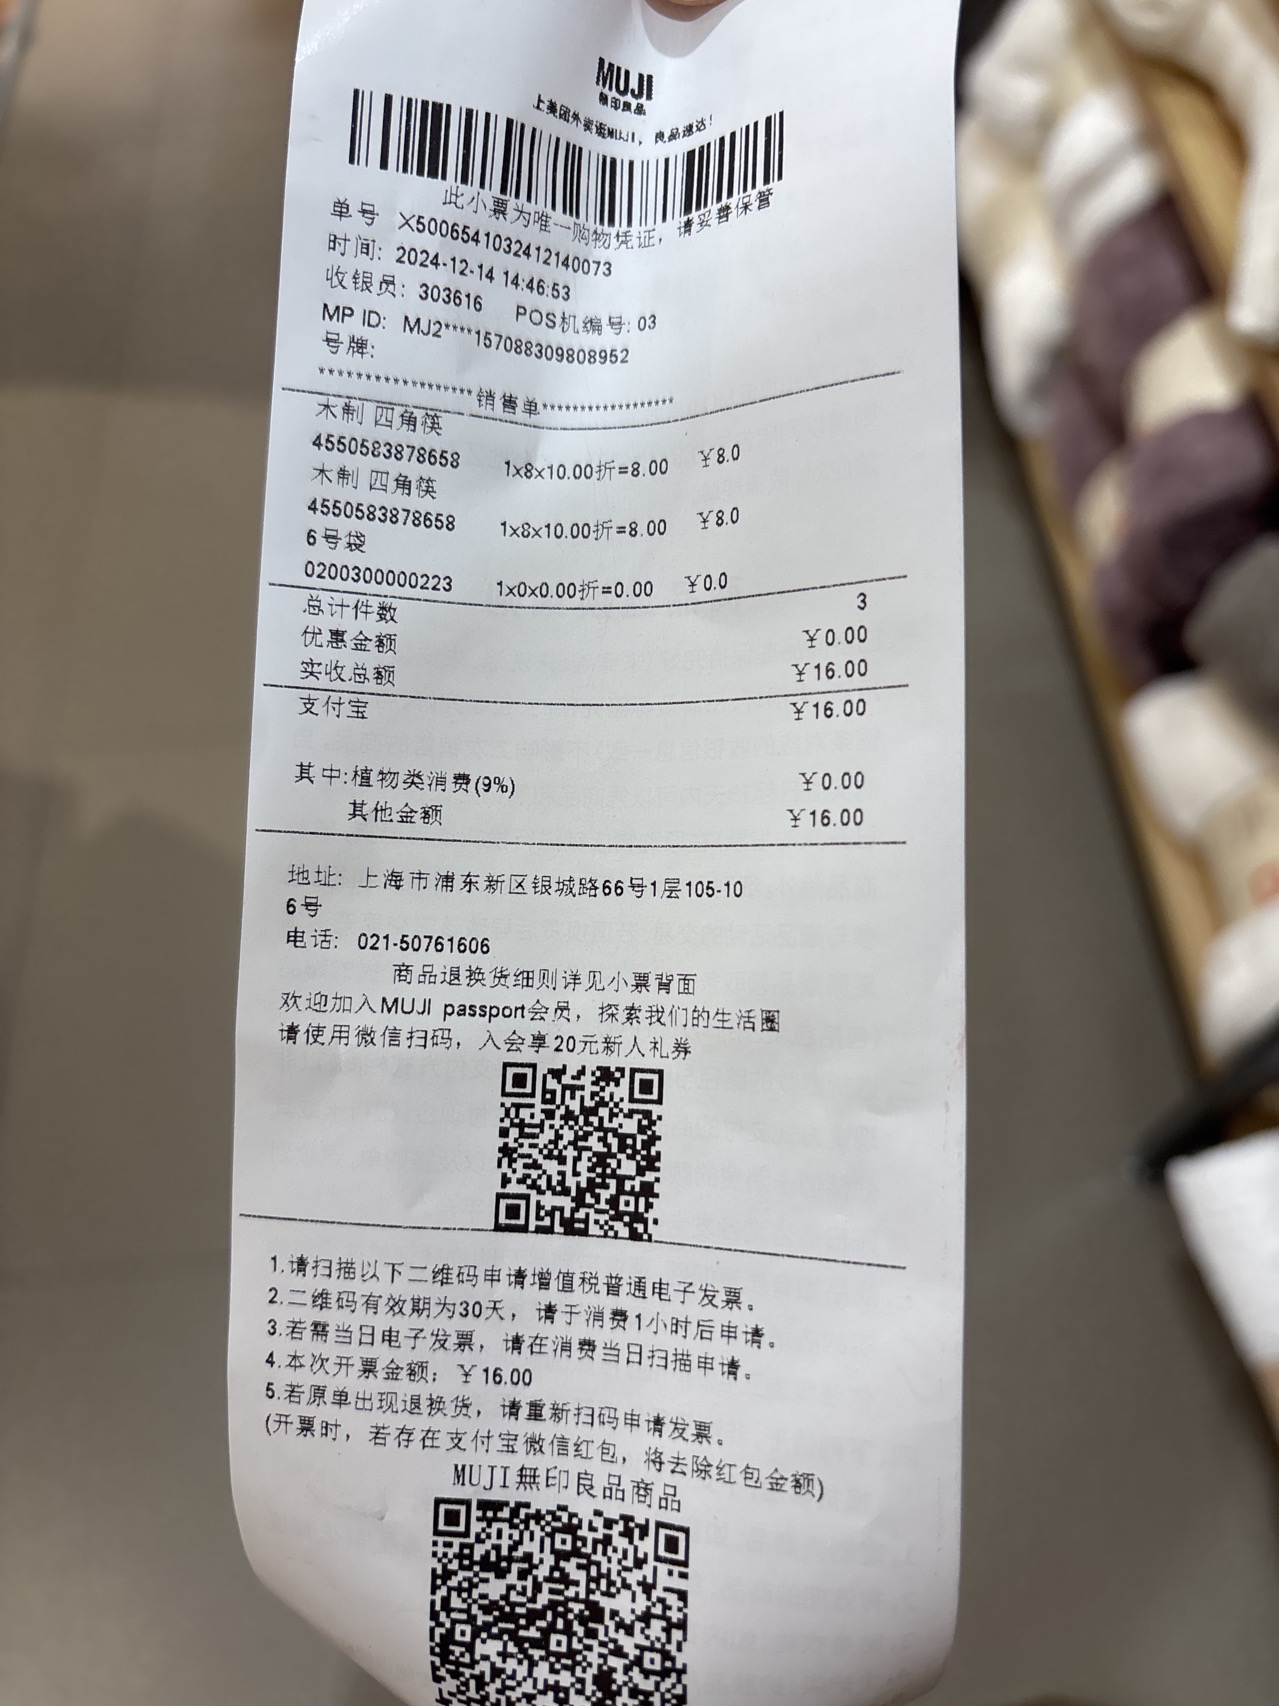 MUJI
無印良品
上美团外卖逛MUJI，良品速达！
此小票为唯一购物凭证，请妥善保管
单号 X5006541032412140073
时间: 2024-12-14 14:46:53
收银员: 303616 POS机编号: 03
MP ID: MJ2****157088309808952
号牌:
*******************销售单*******************
木制 四角筷
4550583878658 1x8x10.00折=8.00 ¥8.0
木制 四角筷
4550583878658 1x8x10.00折=8.00 ¥8.0
6号袋
0200300000223 1x0x0.00折=0.00 ¥0.0
总计件数 3
优惠金额 ¥0.00
实收总额 ¥16.00
支付宝 ¥16.00
其中:植物类消费(9%) ¥0.00
其他金额 ¥16.00
地址: 上海市浦东新区银城路66号1层105-10
6号
电话: 021-50761606
商品退换货细则详见小票背面
欢迎加入MUJI passport会员，探索我们的生活圈
请使用微信扫码，入会享20元新人礼券
1.请扫描以下二维码申请增值税普通电子发票。
2.二维码有效期为30天，请于消费1小时后申请。
3.若需当日电子发票，请在消费当日扫描申请。
4.本次开票金额: ¥16.00
5.若原单出现退换货，请重新扫码申请发票。
(开票时，若存在支付宝微信红包，将去除红包金额)
MUJI無印良品商品